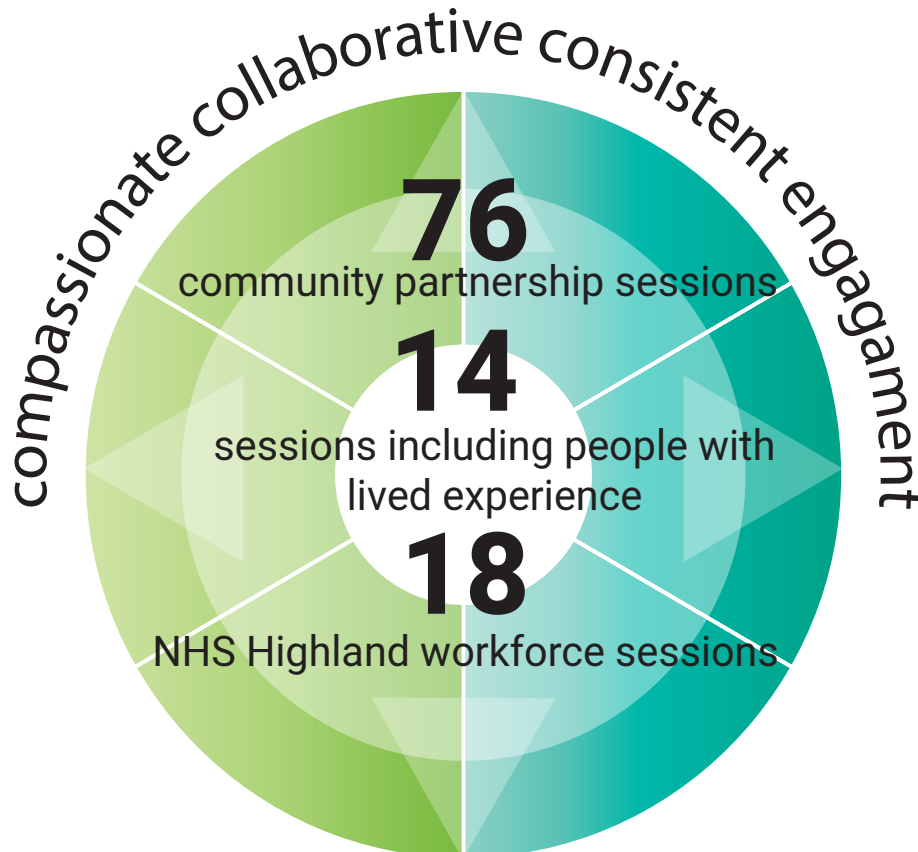 compassionate collaborative consistent engagament
76
community partnership sessions
14
sessions including people with
lived experience
18
NHS Highland workforce sessions